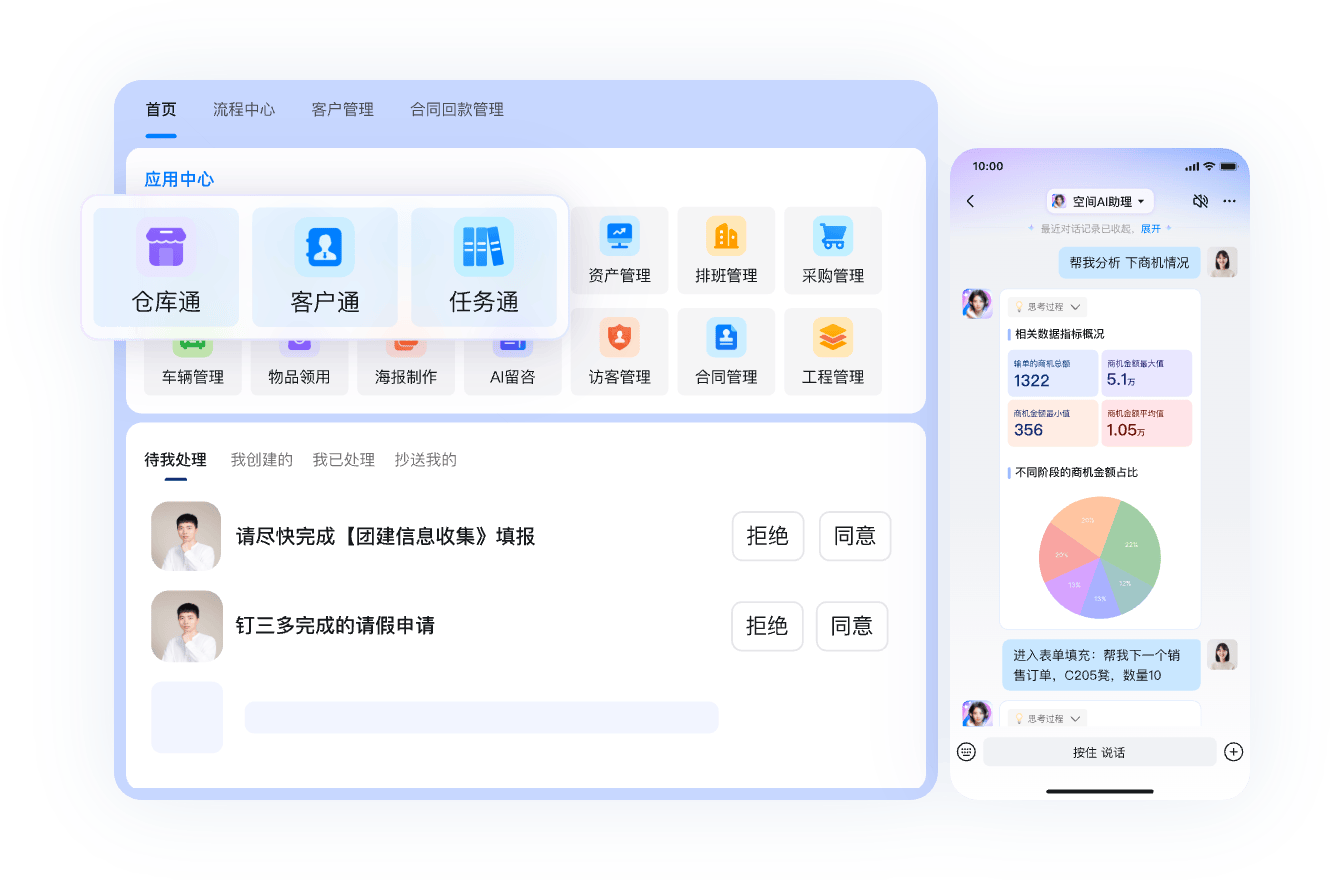 首页 流程中心 客户管理 合同回款管理
应用中心
仓库通 客户通 任务通 资产管理 排班管理 采购管理
车辆管理 物品领用 海报制作 AI留咨 访客管理 合同管理 工程管理
待我处理 我创建的 我已处理 抄送我的
请尽快完成【团建信息收集》填报 拒绝 同意
钉三多完成的请假申请 拒绝 同意
10:00
空间AI助理
最近对话记录已收起，展开
帮我分析 下商机情况
思考过程
相关数据指标概况
输单的商机总额 商机金额最大值
1322 5.1万
商机金额最小值 商机金额平均值
356 1.05万
不同阶段的商机金额占比
20% 22%
20%
15% 12%
15%
进入表单填充：帮我下一个销
售订单，C205凳，数量10
思考过程
按住 说话